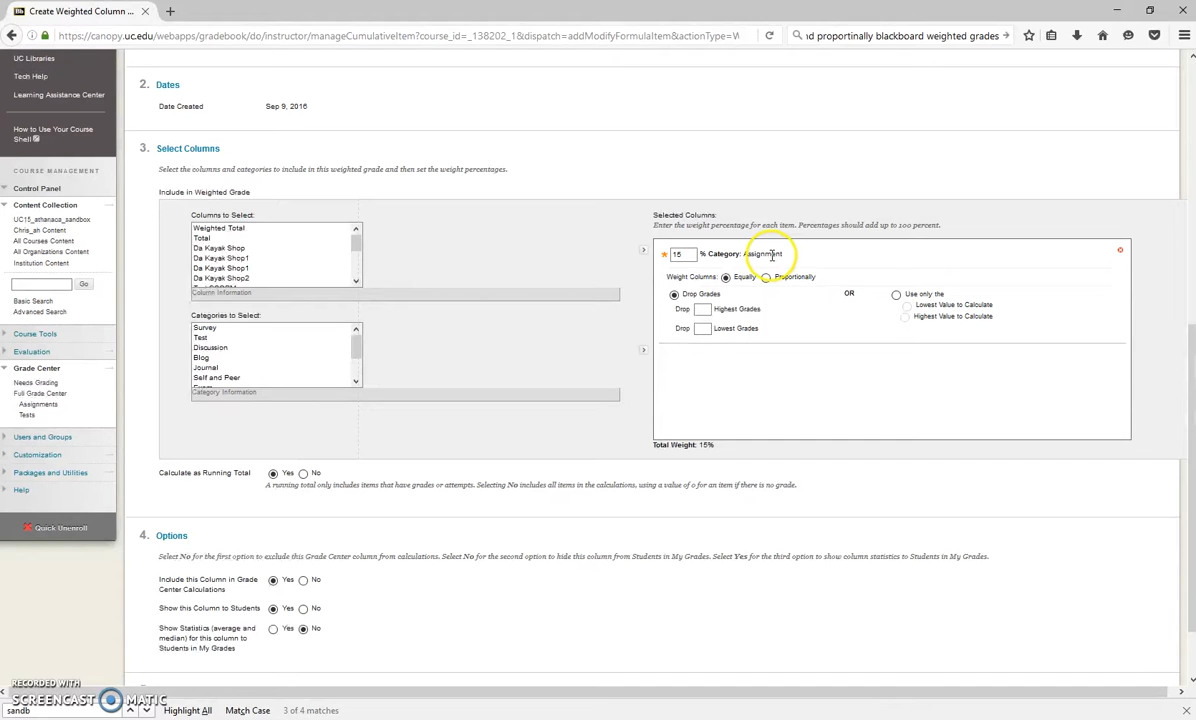 Create Weighted Column ...
https://canopy.uc.edu/webapps/gradebook/do/instructor/manageCumulativeItem?course_id=_138202_1&dispatch=addModifyFormulaItem&actionType=W
nd proportinally blackboard weighted grades
UC Libraries
Tech Help
Learning Assistance Center
How to Use Your Course
Shell
COURSE MANAGEMENT
Control Panel
Content Collection
UC15_athanaca_sandbox
Chris_ah Courses
All Courses Content
All Organizations Content
Institution Content
Go
Basic Search
Advanced Search
Course Tools
Evaluation
Grade Center
Needs Grading
Full Grade Center
Assignments
Tests
Users and Groups
Customization
Packages and Utilities
Help
Quick Unenroll
2. Dates
Date Created Sep 9, 2016
3. Select Columns
Select the columns and categories to include in this weighted grade and then set the weight percentages.
Include in Weighted Grade
Columns to Select:
Weighted Total
Total
Da Kayak Shop
Da Kayak Shop1
Da Kayak Shop1
Da Kayak Shop2
Column Information
Categories to Select:
Survey
Test
Discussion
Blog
Journal
Self and Peer
Category Information
Selected Columns:
Enter the weight percentage for each item. Percentages should add up to 100 percent.
15 % Category: Assignment
Weight Columns: Equally Proportionally
Drop Grades OR Use only the
Drop Highest Grades Lowest Value to Calculate
Drop Lowest Grades Highest Value to Calculate
Total Weight: 15%
Calculate as Running Total Yes No
A running total only includes items that have grades or attempts. Selecting No includes all items in the calculations, using a value of 0 for an item if there is no grade.
4. Options
Select No for the first option to exclude this Grade Center column from calculations. Select No for the second option to hide this column from Students in My Grades. Select Yes for the third option to show column statistics to Students in My Grades.
Include this Column in Grade Yes No
Center Calculations
Show this Column to Students Yes No
Show Statistics (average and Yes No
median) for this column to
Students in My Grades
RECORDED WITH
SCREENCAST MATIC
sandb Highlight All Match Case 3 of 4 matches